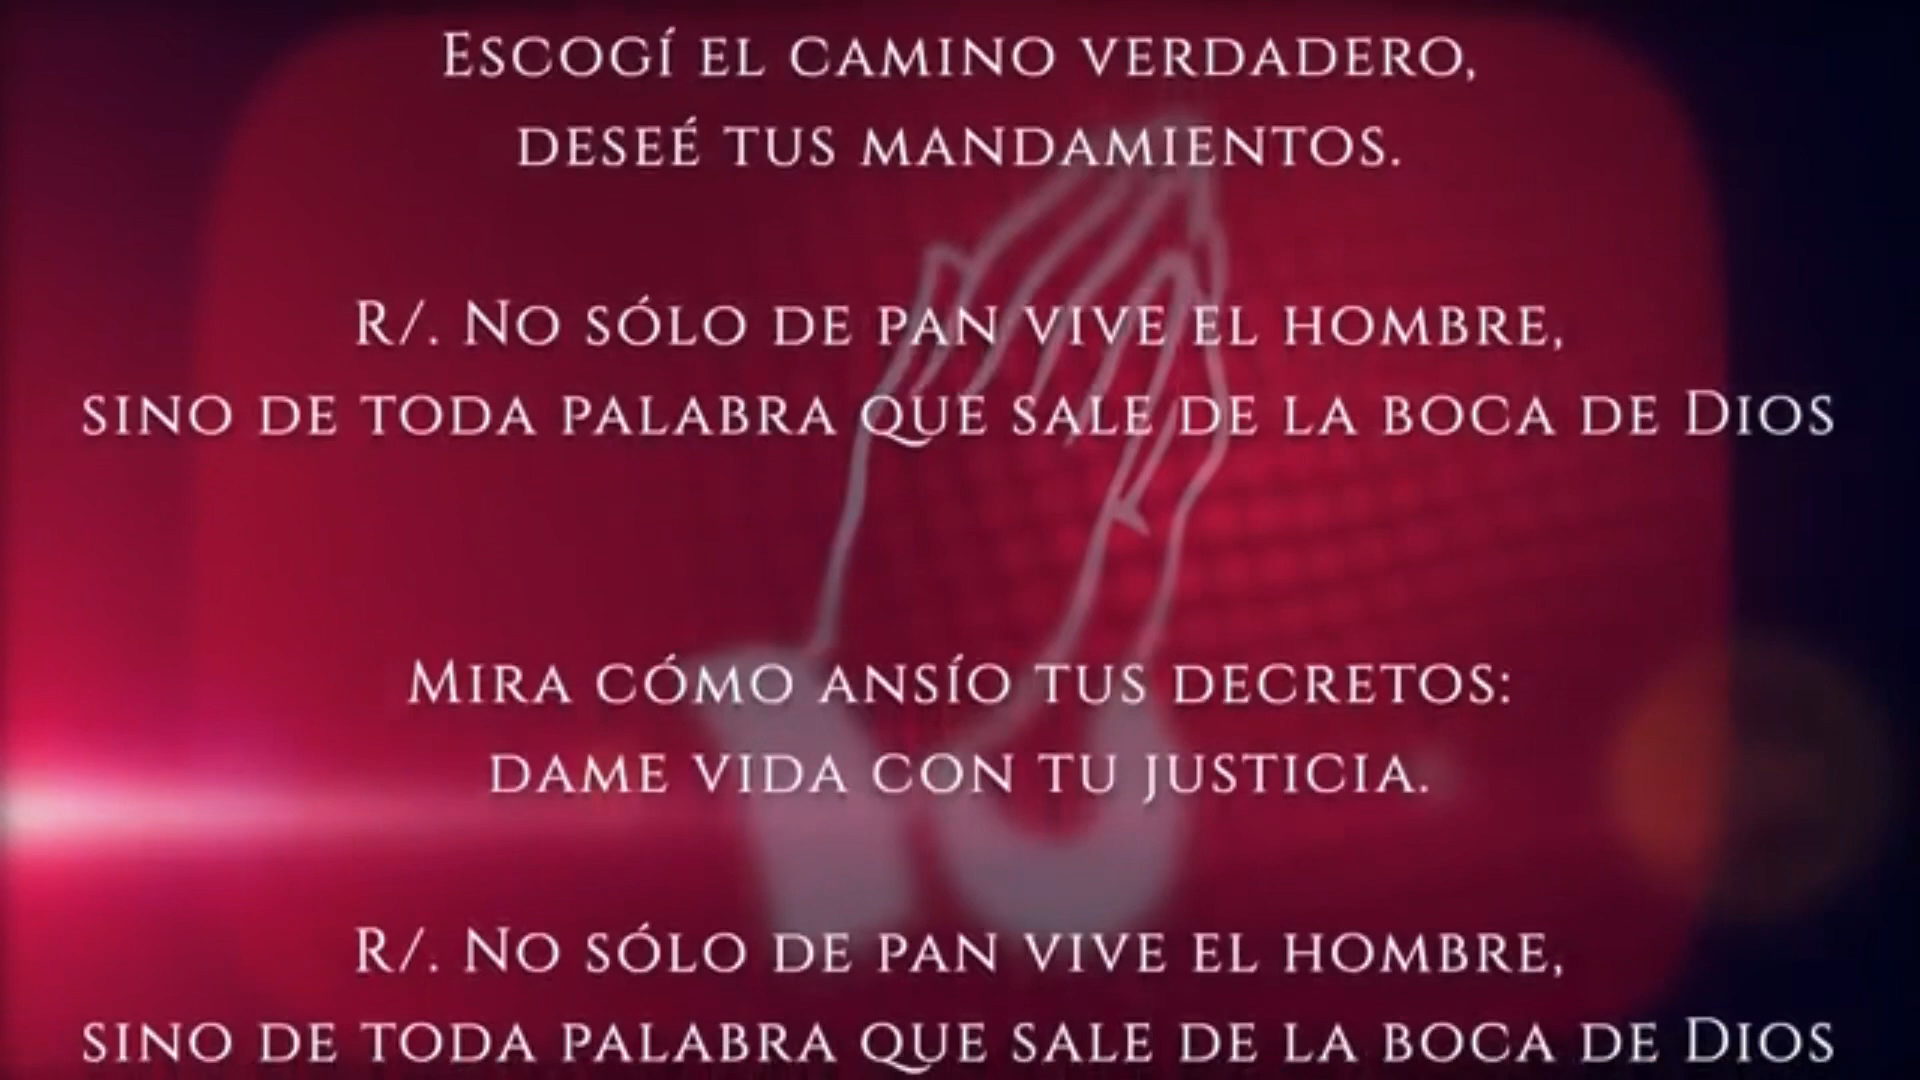 Escogí el camino verdadero,
deseé tus mandamientos.
R/. No sólo de pan vive el hombre,
sino de toda palabra que sale de la boca de Dios
Mira cómo ansío tus decretos:
dame vida con tu justicia.
R/. No sólo de pan vive el hombre,
sino de toda palabra que sale de la boca de Dios